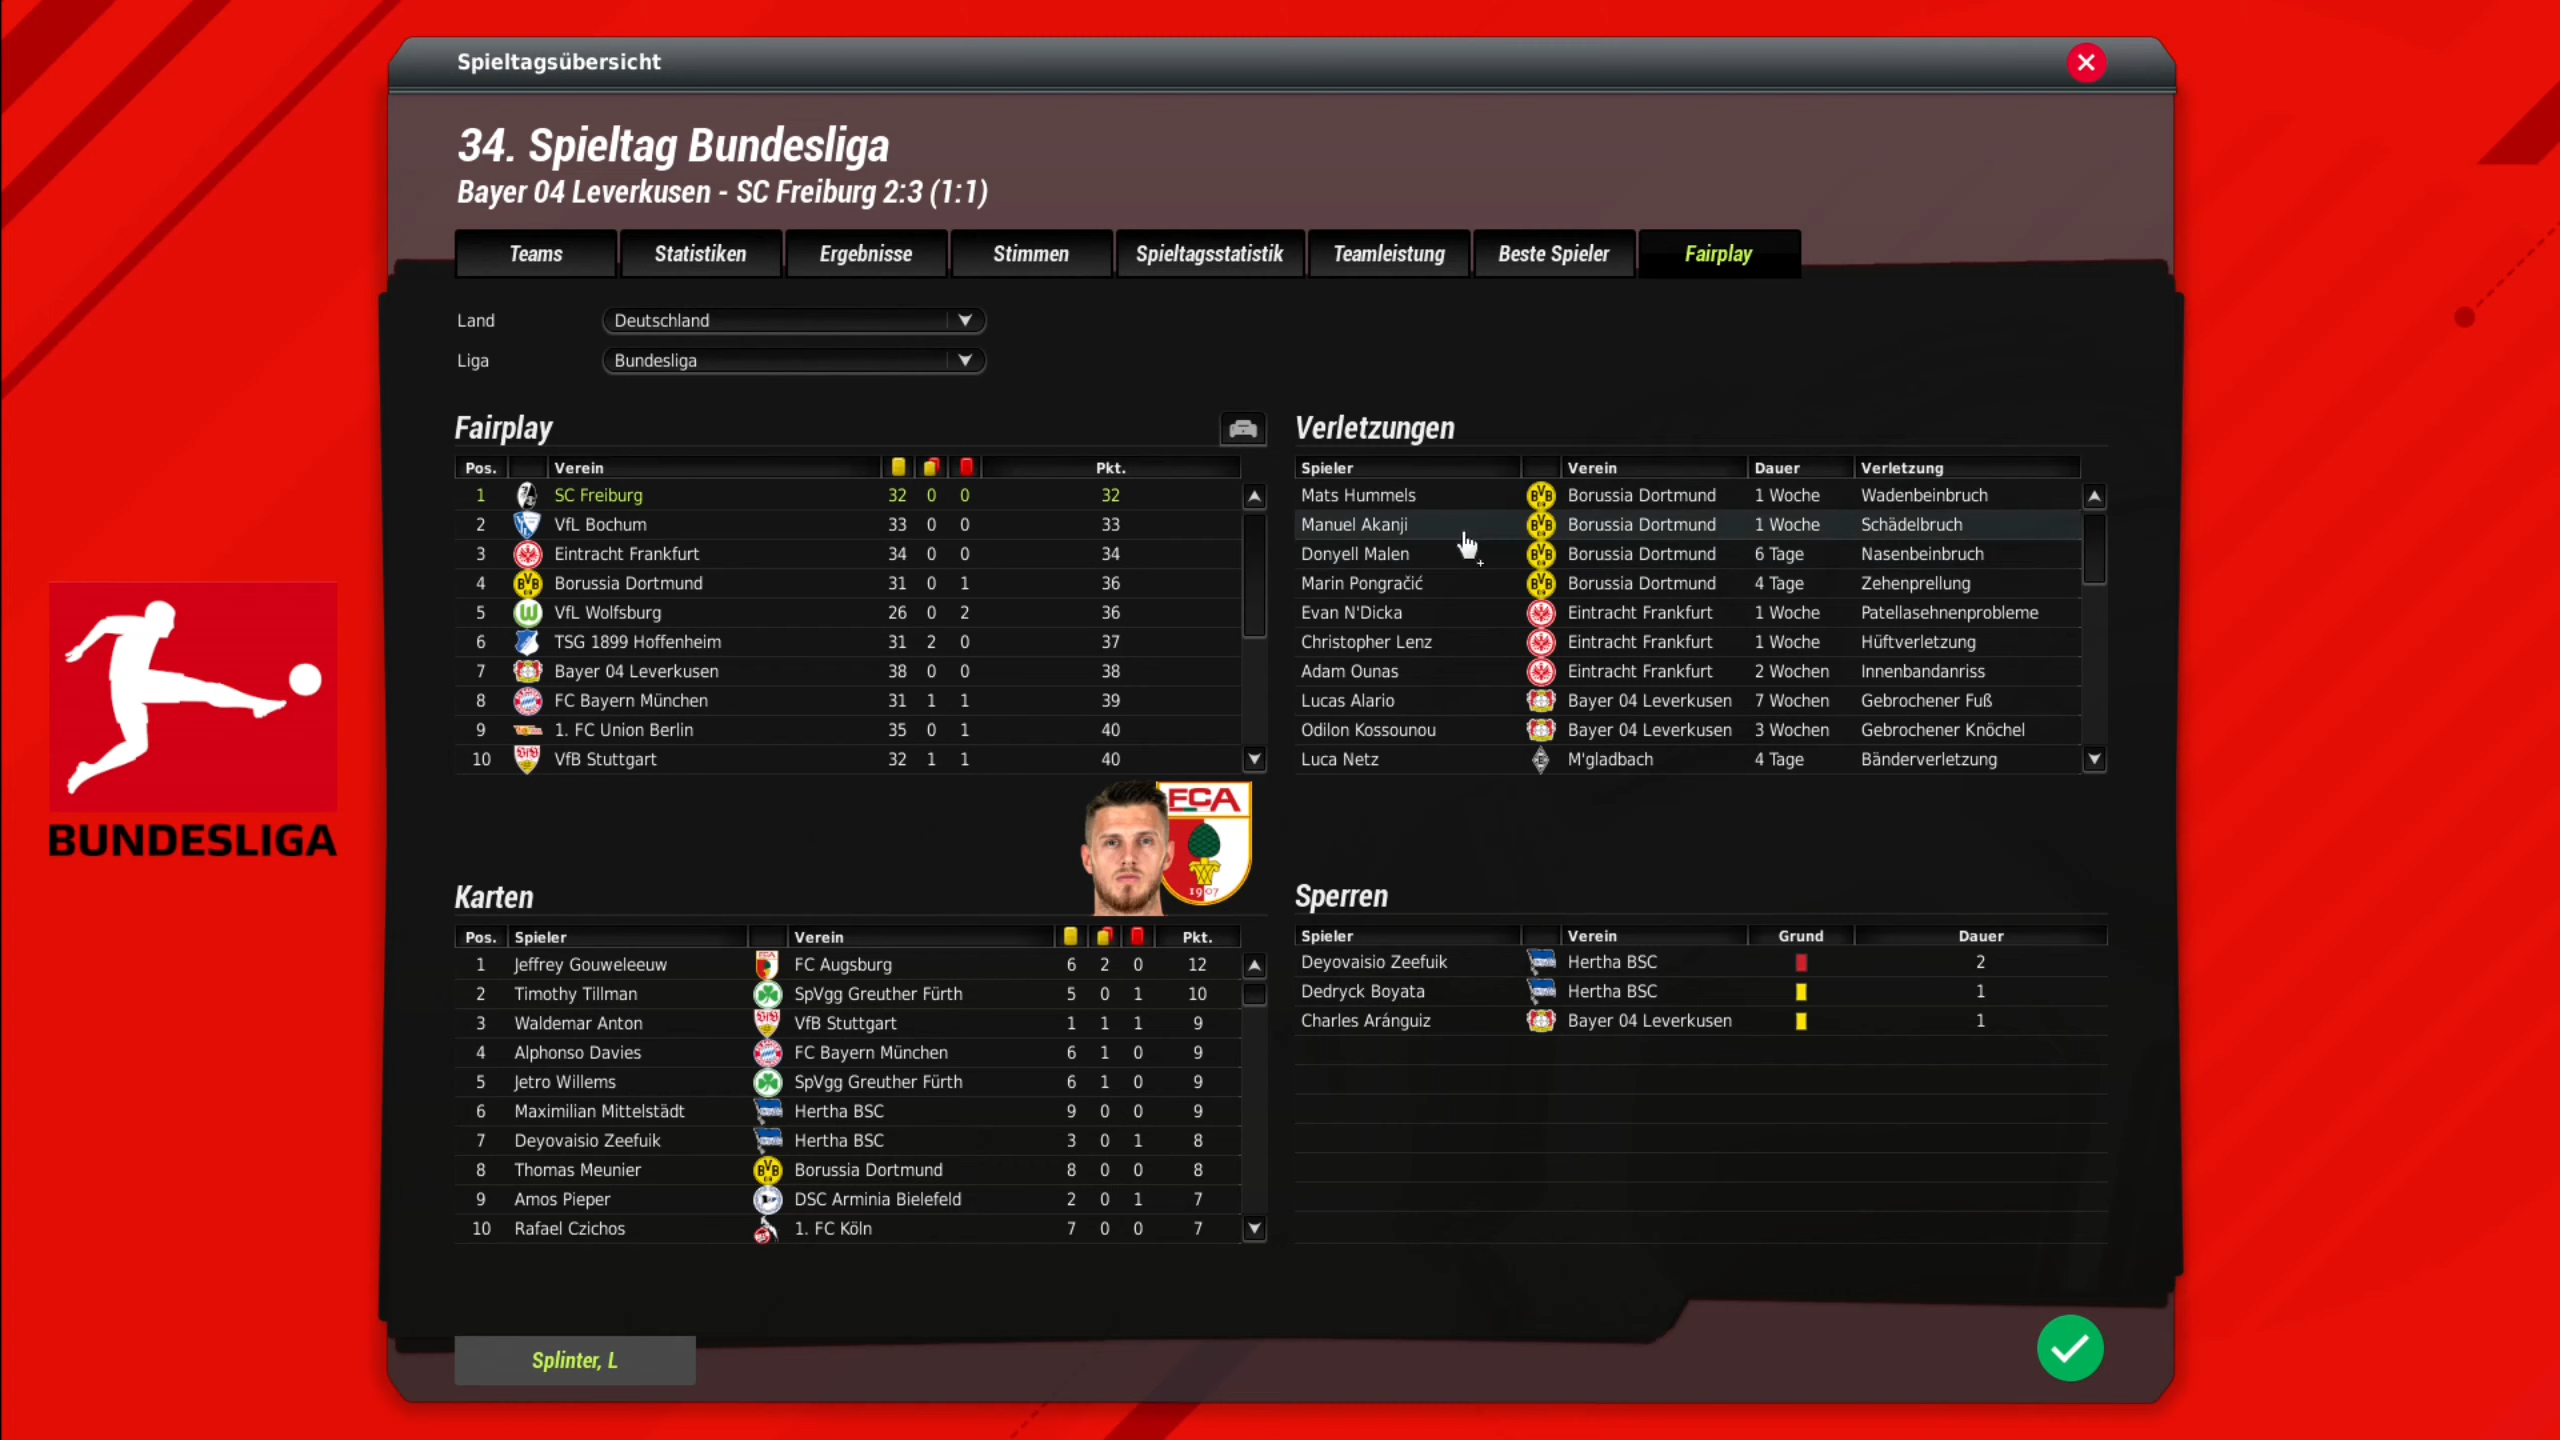 Spieltagsübersicht
34. Spieltag Bundesliga
Bayer 04 Leverkusen - SC Freiburg 2:3 (1:1)
Teams Statistiken Ergebnisse Stimmen Spieltagsstatistik Teamleistung Beste Spieler Fairplay
Land Deutschland
Liga Bundesliga
Fairplay
Pos. Verein Pkt.
1 SC Freiburg 32 0 0 32
2 VfL Bochum 33 0 0 33
3 Eintracht Frankfurt 34 0 0 34
4 Borussia Dortmund 31 0 1 36
5 VfL Wolfsburg 26 0 2 36
6 TSG 1899 Hoffenheim 31 2 0 37
7 Bayer 04 Leverkusen 38 0 0 38
8 FC Bayern München 31 1 1 39
9 1. FC Union Berlin 35 0 1 40
10 VfB Stuttgart 32 1 1 40
Verletzungen
Spieler Verein Dauer Verletzung
Mats Hummels BVB Borussia Dortmund 1 Woche Wadenbeinbruch
Manuel Akanji BVB Borussia Dortmund 1 Woche Schädelbruch
Donyell Malen BVB Borussia Dortmund 6 Tage Nasenbeinbruch
Marin Pongračić BVB Borussia Dortmund 4 Tage Zehenprellung
Evan N'Dicka Eintracht Frankfurt 1 Woche Patellasehnenprobleme
Christopher Lenz Eintracht Frankfurt 1 Woche Hüftverletzung
Adam Ounas Eintracht Frankfurt 2 Wochen Innenbandanriss
Lucas Alario Bayer 04 Leverkusen 7 Wochen Gebrochener Fuß
Odilon Kossounou Bayer 04 Leverkusen 3 Wochen Gebrochener Knöchel
Luca Netz M'gladbach 4 Tage Bänderverletzung
BUNDESLIGA
FCA
1907
Karten
Pos. Spieler Verein Pkt.
1 Jeffrey Gouweleeuw FC Augsburg 6 2 0 12
2 Timothy Tillman SpVgg Greuther Fürth 5 0 1 10
3 Waldemar Anton VfB Stuttgart 1 1 1 9
4 Alphonso Davies FC Bayern München 6 1 0 9
5 Jetro Willems SpVgg Greuther Fürth 6 1 0 9
6 Maximilian Mittelstädt Hertha BSC 9 0 0 9
7 Deyovaisio Zeefuik Hertha BSC 3 0 1 8
8 Thomas Meunier BVB Borussia Dortmund 8 0 0 8
9 Amos Pieper DSC Arminia Bielefeld 2 0 1 7
10 Rafael Czichos 1. FC Köln 7 0 0 7
Sperren
Spieler Verein Grund Dauer
Deyovaisio Zeefuik Hertha BSC 2
Dedryck Boyata Hertha BSC 1
Charles Aránguiz Bayer 04 Leverkusen 1
Splinter, L